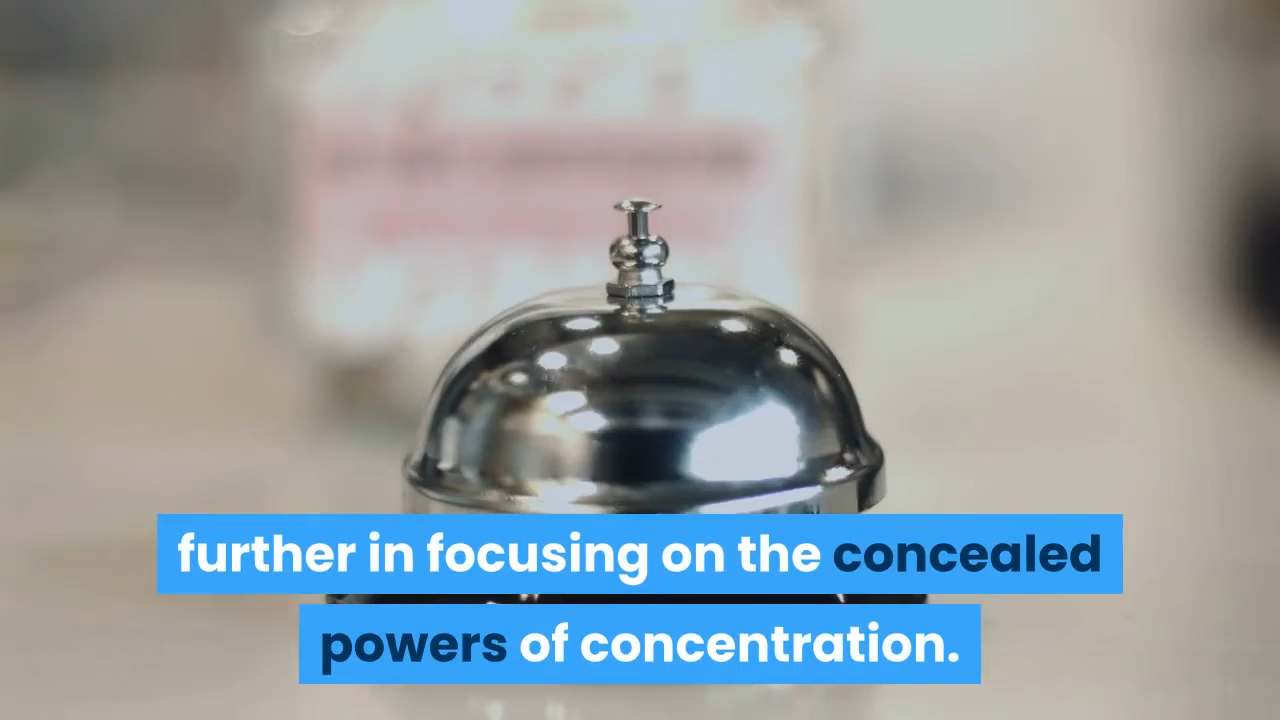 further in focusing on the concealed
powers of concentration.